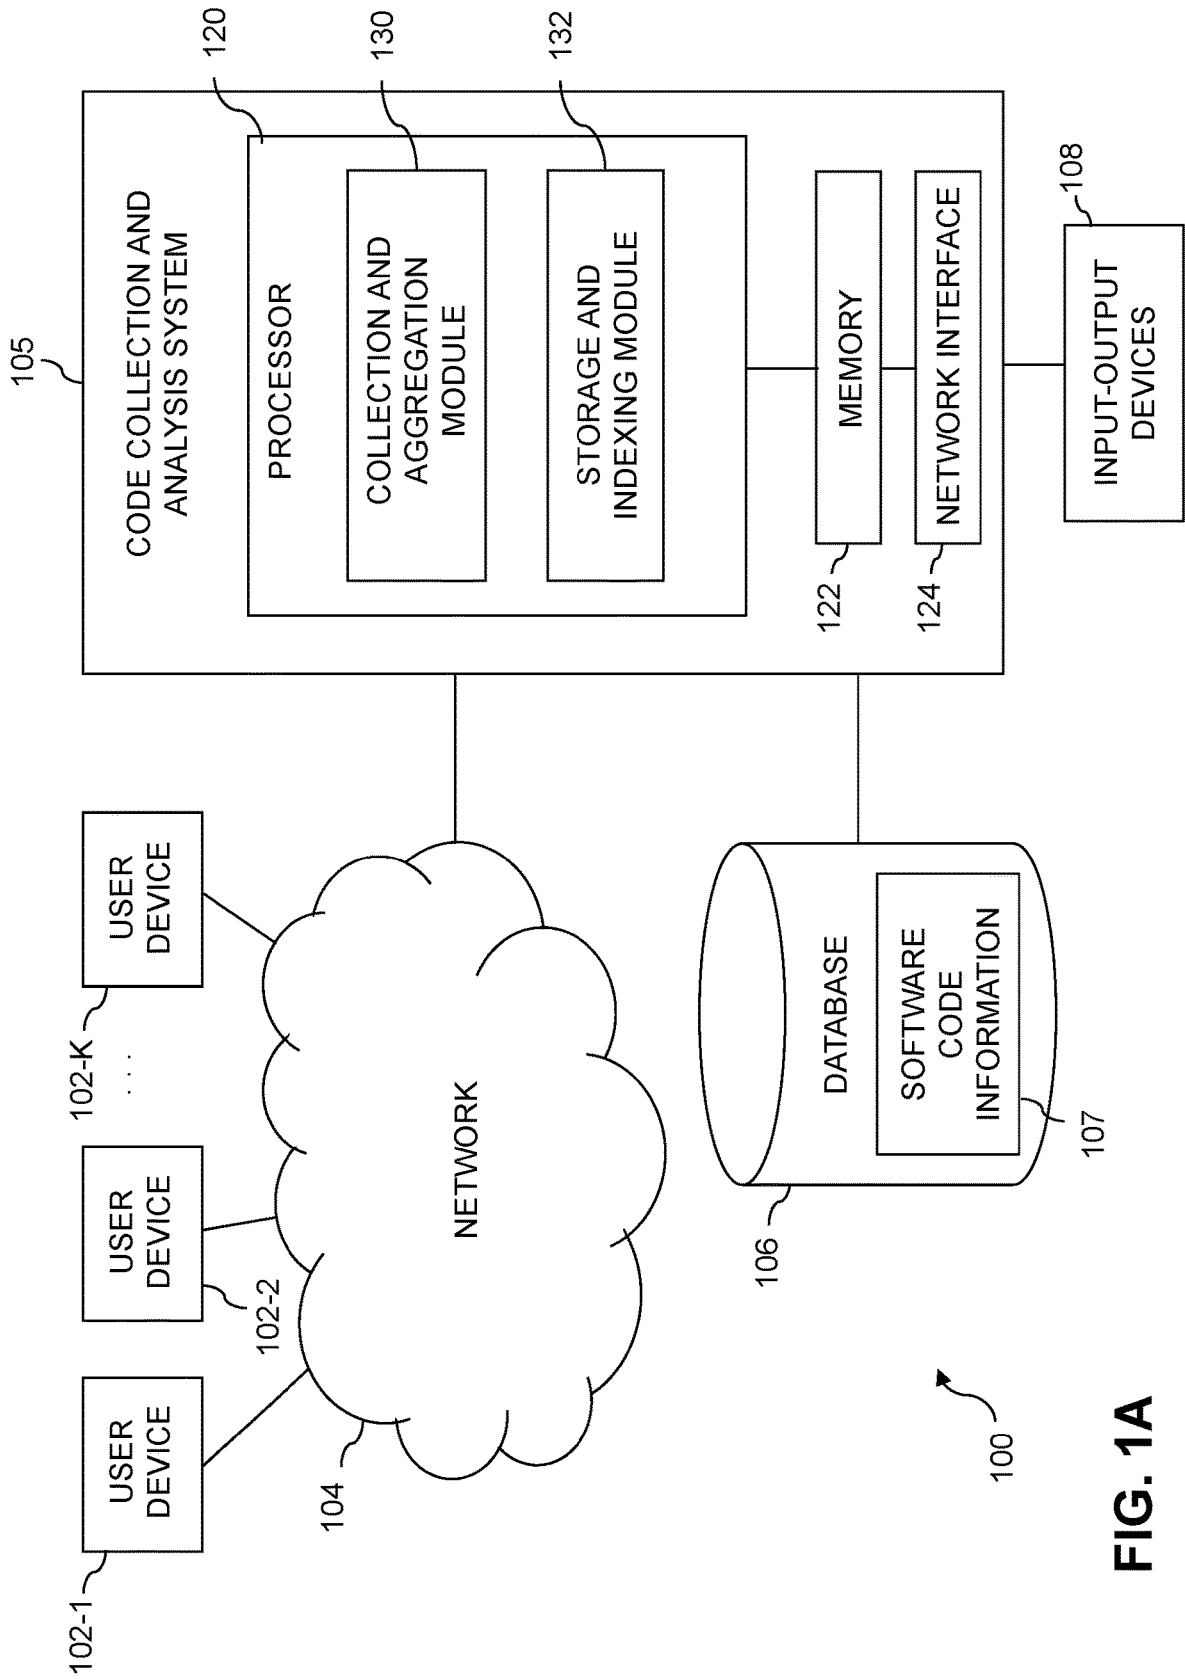 102-1
USER
DEVICE
102-2
USER
DEVICE
. . . .
102-K
USER
DEVICE
104
NETWORK
105
CODE COLLECTION AND
ANALYSIS SYSTEM
120
PROCESSOR
130
COLLECTION AND
AGGREGATION
MODULE
132
STORAGE AND
INDEXING MODULE
122
MEMORY
124
NETWORK INTERFACE
106
DATABASE
SOFTWARE
CODE
INFORMATION
107
108
INPUT-OUTPUT
DEVICES
100
FIG. 1A